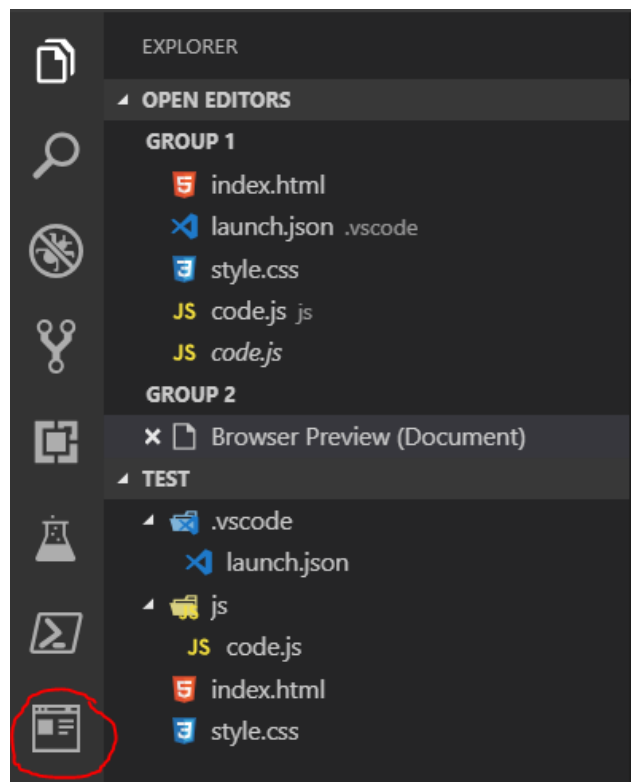 EXPLORER
OPEN EDITORS
GROUP 1
index.html
launch.json .vscode
style.css
JS code.js js
JS code.js
GROUP 2
Browser Preview (Document)
TEST
.vscode
launch.json
js
JS code.js
index.html
style.css